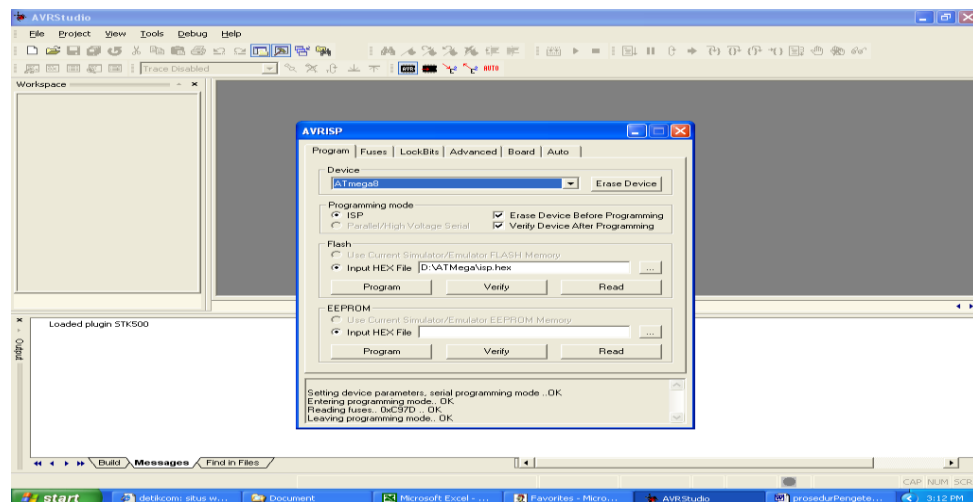 AVRStudio
File Project View Tools Debug Help
Trace Disabled
AVR
AUTO
Workspace
AVRISP
Program Fuses LockBits Advanced Board Auto
Device
ATmega8
Erase Device
Programming mode
ISP
Erase Device Before Programming
Parallel/High Voltage Serial
Verify Device After Programming
Flash
Use Current Simulator/Emulator FLASH Memory
Input HEX File D:\ATMega\isp.hex ...
Program Verify Read
EEPROM
Use Current Simulator/Emulator EEPROM Memory
Input HEX File ...
Program Verify Read
Setting device parameters, serial programming mode ..OK
Entering programming mode.. OK
Reading fuses.. 0xC97D .. OK
Leaving programming mode.. OK
Loaded plugin STK500
Output
Build Messages Find in Files
CAP NUM SCR
start detikcom: situs w... Document Microsoft Excel - ... Favorites - Micro... AVRStudio prosedurPengete... 3:12 PM